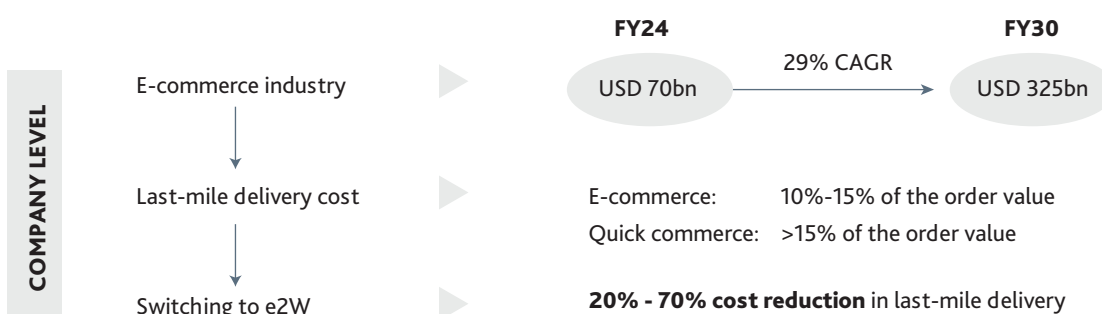 FY24 FY30
29% CAGR
E-commerce industry USD 70bn USD 325bn
COMPANY LEVEL
Last-mile delivery cost E-commerce: 10%-15% of the order value
Quick commerce: >15% of the order value
Switching to e2W 20% - 70% cost reduction in last-mile delivery